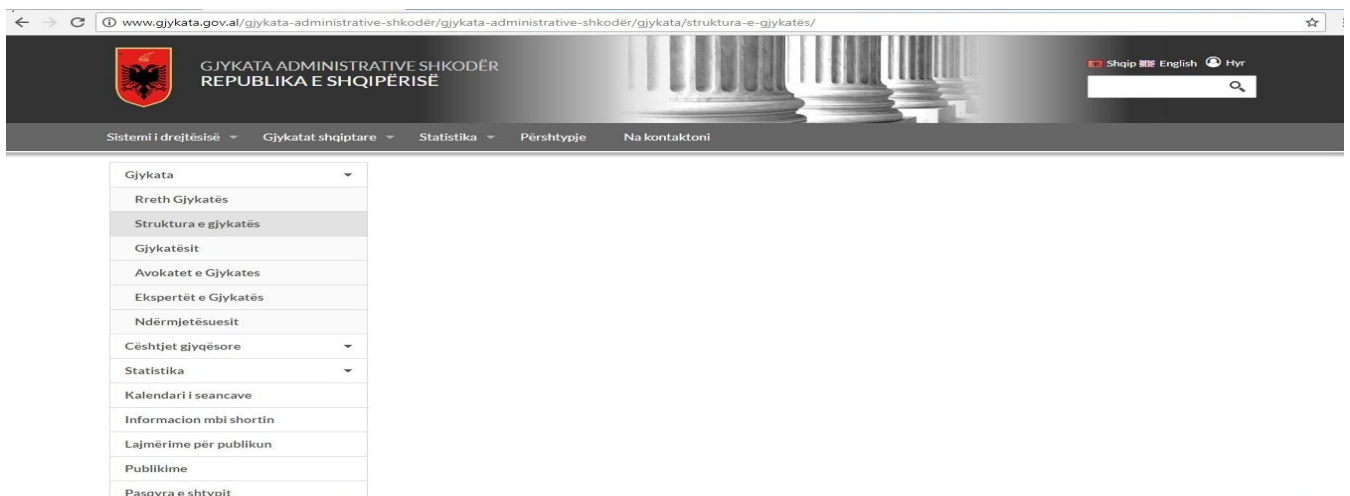 www.gjykata.gov.al/gjykata-administrative-shkodër/gjykata-administrative-shkodër/gjykata/struktura-e-gjykatës/
GJYKATA ADMINISTRATIVE SHKODËR
REPUBLIKA E SHQIPËRISË
Shqip English Hyr
Sistemi i drejtësisë Gjykatat shqiptare Statistika Përshtypje Na kontaktoni
Gjykata
Rreth Gjykatës
Struktura e gjykatës
Gjykatësit
Avokatet e Gjykates
Ekspertët e Gjykatës
Ndërmjetësuesit
Cështjet gjyqësore
Statistika
Kalendari i seancave
Informacion mbi shortin
Lajmërime për publikun
Publikime
Pasqyra e shtypit